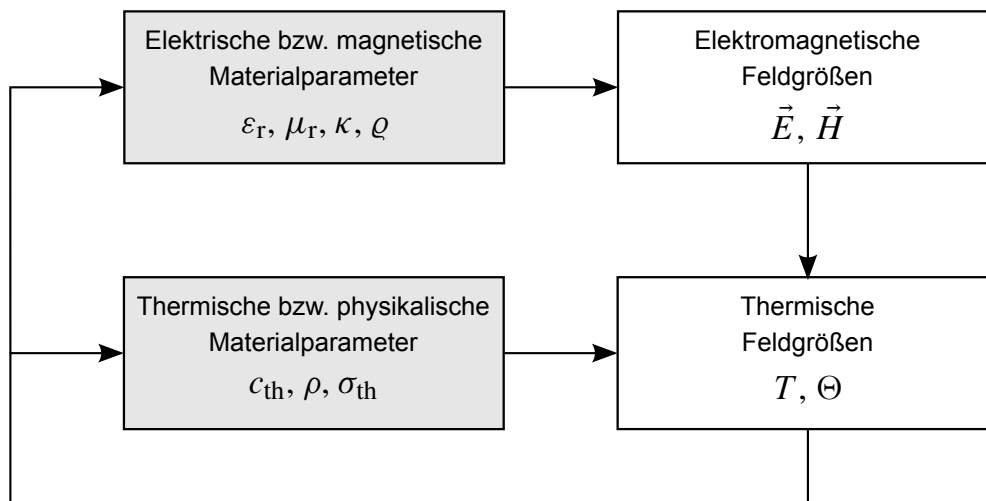 Elektrische bzw. magnetische
Materialparameter
εr, μr, κ, ϱ
Elektromagnetische
Feldgrößen
E⃗, H⃗
Thermische bzw. physikalische
Materialparameter
cth, ρ, σth
Thermische
Feldgrößen
T, Θ